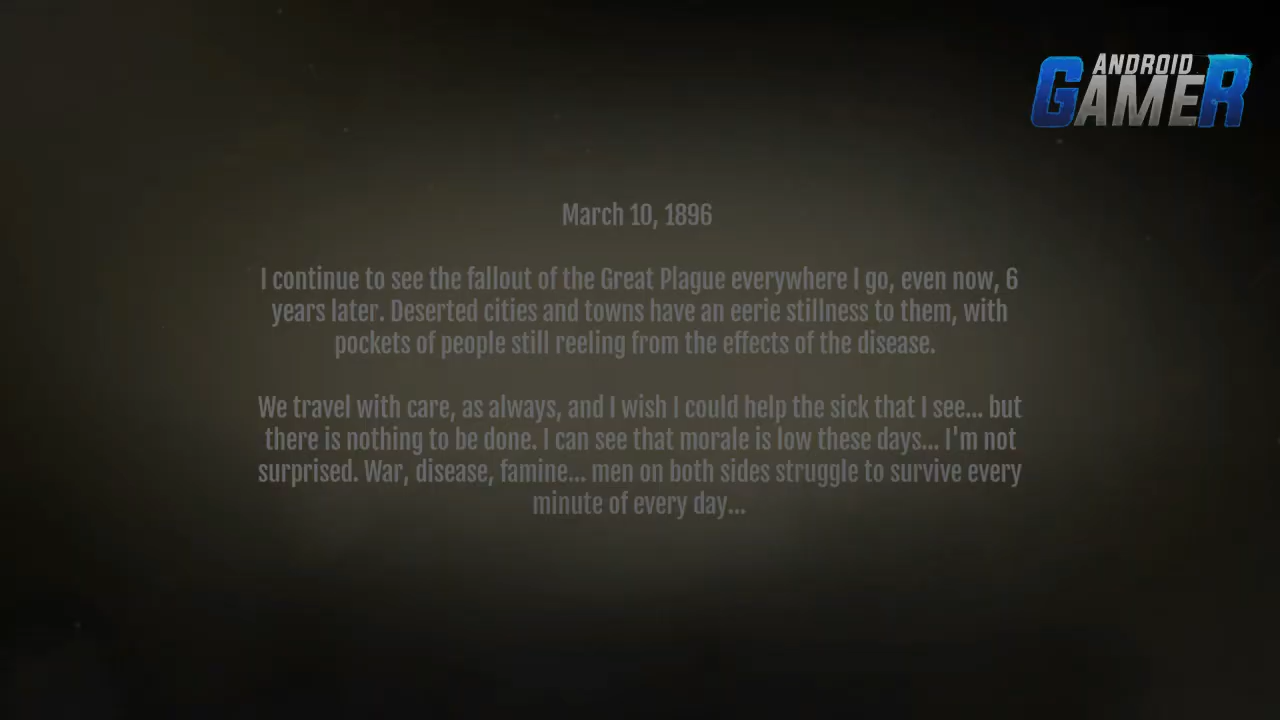 ANDROID
GAMER
March 10, 1896
I continue to see the fallout of the Great Plague everywhere I go, even now, 6
years later. Deserted cities and towns have an eerie stillness to them, with
pockets of people still reeling from the effects of the disease.
We travel with care, as always, and I wish I could help the sick that I see... but
there is nothing to be done. I can see that morale is low these days... I'm not
surprised. War, disease, famine... men on both sides struggle to survive every
minute of every day...